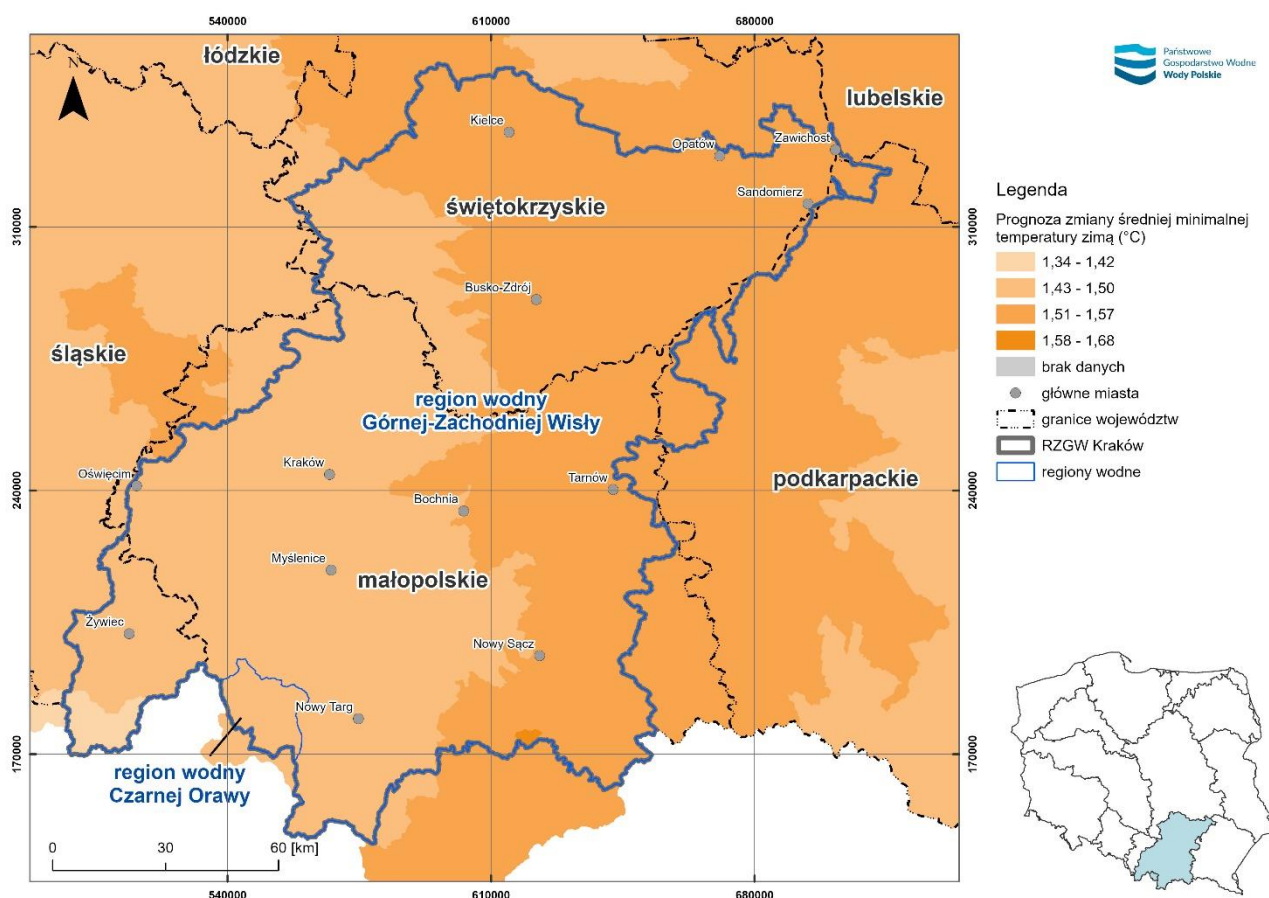 540000
610000
680000
Państwowe
Gospodarstwo Wodne
Wody Polskie
łódzkie
N
lubelskie
Kielce
Opatów
Zawichost
Sandomierz
świętokrzyskie
310000
310000
Busko-Zdrój
śląskie
region wodny
Górnej-Zachodniej Wisły
Oświęcim
Kraków
Tarnów
podkarpackie
240000
240000
Bochnia
Myślenice
małopolskie
Żywiec
Nowy Sącz
Nowy Targ
170000
170000
region wodny
Czarnej Orawy
0
30
60 [km]
540000
610000
680000
Legenda
Prognoza zmiany średniej minimalnej
temperatury zimą (°C)
1,34 - 1,42
1,43 - 1,50
1,51 - 1,57
1,58 - 1,68
brak danych
główne miasta
granice województw
RZGW Kraków
regiony wodne